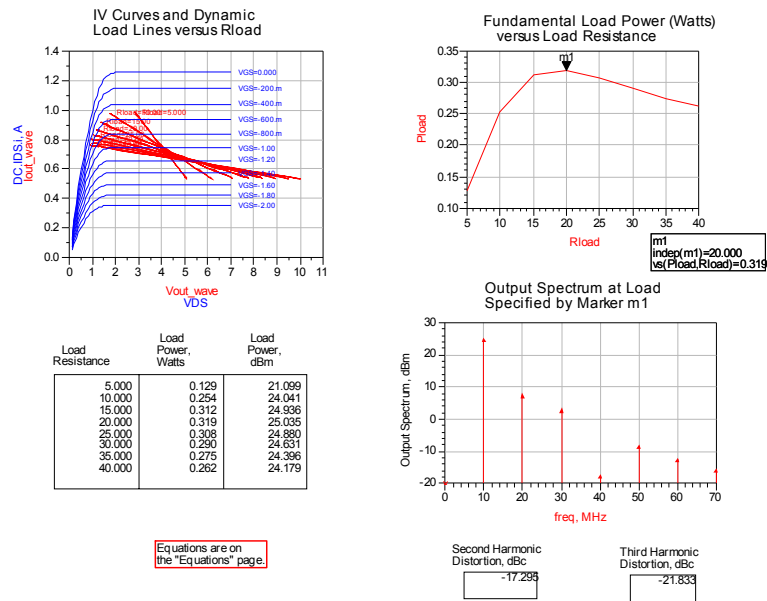 IV Curves and Dynamic
Load Lines versus Rload
1.4
1.2
1.0
0.8
0.6
0.4
0.2
0.0
DC.IDS.i, A
Iout_wave
VGS=0.000
VGS=-200.m
VGS=-400.m
VGS=-600.m
VGS=-800.m
VGS=-1.00
VGS=-1.20
VGS=-1.60
VGS=-1.80
VGS=-2.00
0 1 2 3 4 5 6 7 8 9 10 11
Vout_wave
VDS
Fundamental Load Power (Watts)
versus Load Resistance
m1
0.35
0.30
0.25
0.20
0.15
0.10
Pload
5 10 15 20 25 30 35 40
Rload
m1
indep(m1)=20.000
vs(Pload,Rload)=0.319
Load Resistance
Load Power, Watts
Load Power, dBm
5.000 0.129 21.099
10.000 0.254 24.041
15.000 0.312 24.936
20.000 0.319 25.035
25.000 0.308 24.880
30.000 0.290 24.631
35.000 0.275 24.396
40.000 0.262 24.179
Output Spectrum at Load
Specified by Marker m1
30
20
10
0
-10
-20
Output Spectrum, dBm
0 10 20 30 40 50 60 70
freq, MHz
Equations are on
the "Equations" page.
Second Harmonic
Distortion, dBc
-17.295
Third Harmonic
Distortion, dBc
-21.833